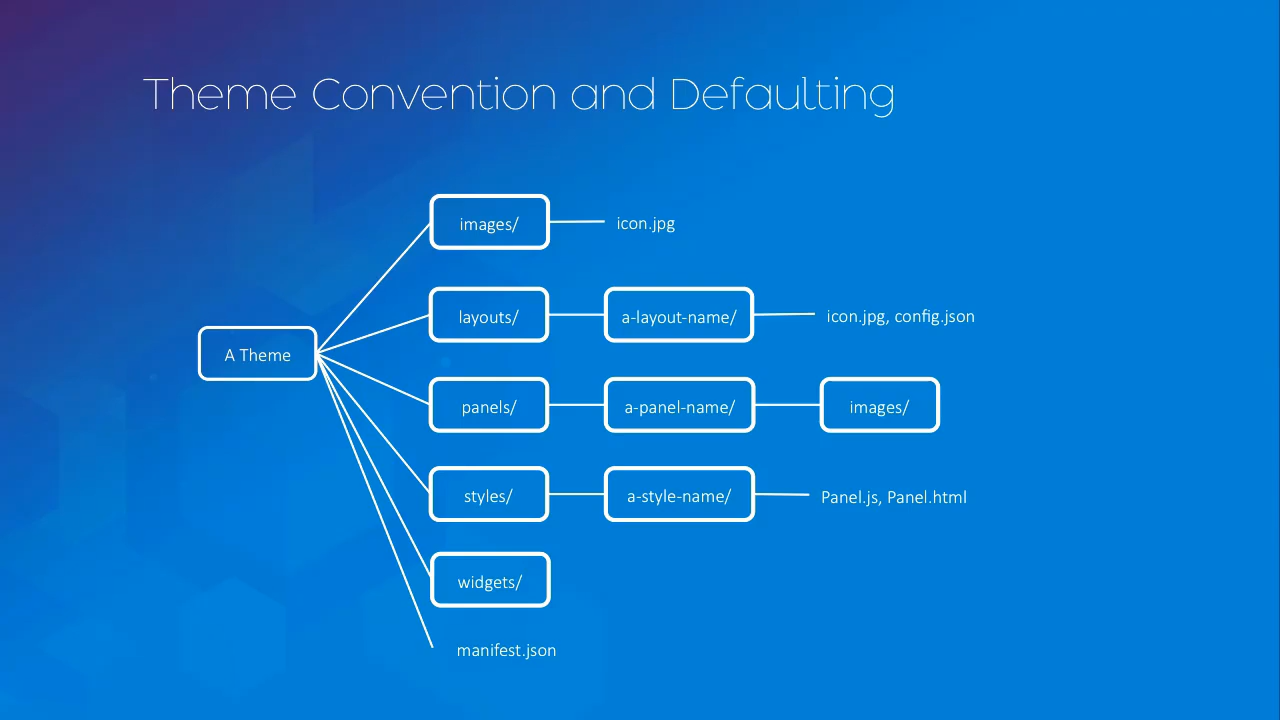 Theme Convention and Defaulting
images/ icon.jpg
layouts/ a-layout-name/ icon.jpg, config.json
A Theme
panels/ a-panel-name/ images/
styles/ a-style-name/ Panel.js, Panel.html
widgets/
manifest.json